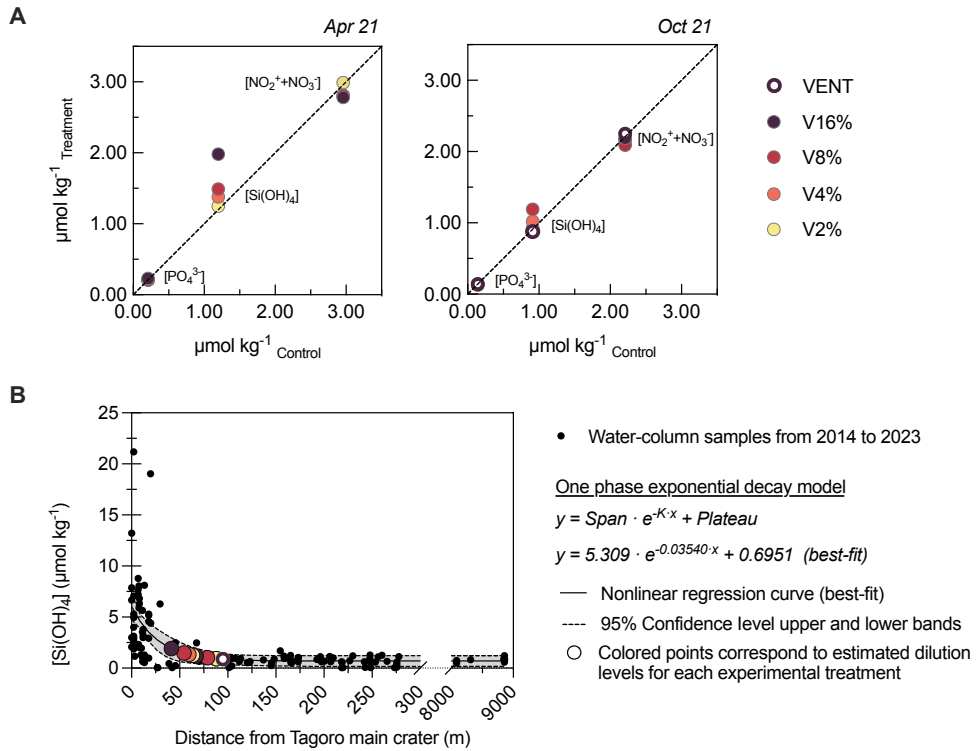 A
Apr 21
Oct 21
3.00
2.00
1.00
0.00
0.00 1.00 2.00 3.00
µmol kg⁻¹ Treatment
µmol kg⁻¹ Control
[NO₂⁺+NO₃⁻]
[Si(OH)₄]
[PO₄³⁻]
3.00
2.00
1.00
0.00
0.00 1.00 2.00 3.00
µmol kg⁻¹ Control
[NO₂⁺+NO₃⁻]
[Si(OH)₄]
[PO₄³⁻]
VENT
V16%
V8%
V4%
V2%
B
25
20
15
10
5
0
[Si(OH)₄] (µmol kg⁻¹)
0 50 100 150 200 250 300 8000 9000
Distance from Tagoro main crater (m)
Water-column samples from 2014 to 2023
One phase exponential decay model
y = Span · e⁻ᴷ·ˣ + Plateau
y = 5.309 · e⁻⁰·⁰³⁵⁴⁰·ˣ + 0.6951 (best-fit)
Nonlinear regression curve (best-fit)
95% Confidence level upper and lower bands
Colored points correspond to estimated dilution
levels for each experimental treatment